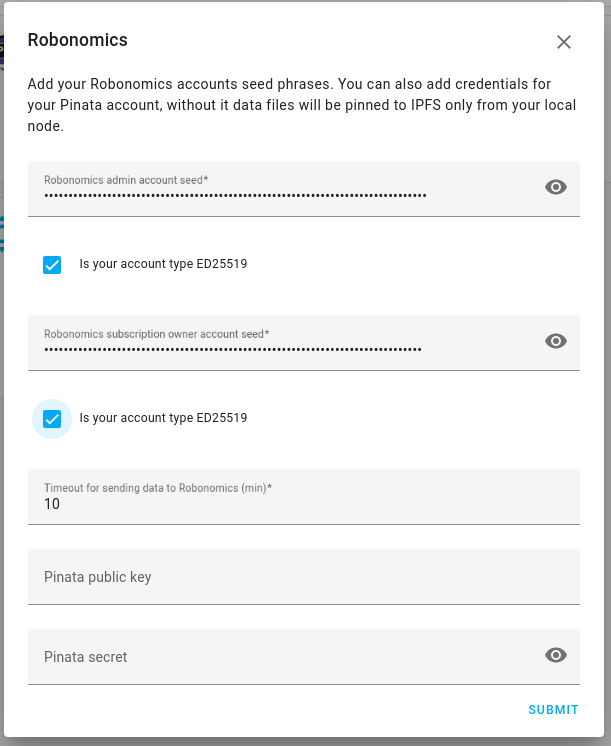 Robonomics
Add your Robonomics accounts seed phrases. You can also add credentials for
your Pinata account, without it data files will be pinned to IPFS only from your local
node.
Robonomics admin account seed*
Is your account type ED25519
Robonomics subscription owner account seed*
Is your account type ED25519
Timeout for sending data to Robonomics (min)*
10
Pinata public key
Pinata secret
SUBMIT